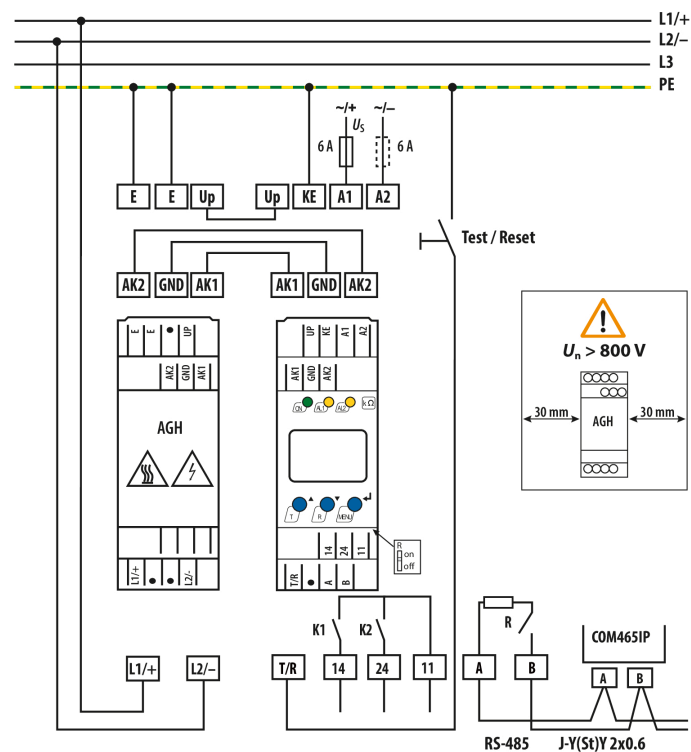 L1/+
L2/–
L3
PE
~/+ ~/–
US
6 A 6 A
E E Up Up KE A1 A2
Test / Reset
AK2 GND AK1 AK1 GND AK2
E E UP UP KE A1 A2
AK2 GND AK1 AK1 GND AK2
ON AL1 AL2 kΩ
AGH
T R MENU
R
on
off
14 24 11
L1/+ L2/- T/R A B
Un > 800 V
30 mm AGH 30 mm
K1 K2 R
COM465IP
L1/+ L2/– T/R 14 24 11 A B A B
RS-485 J-Y(St)Y 2x0.6